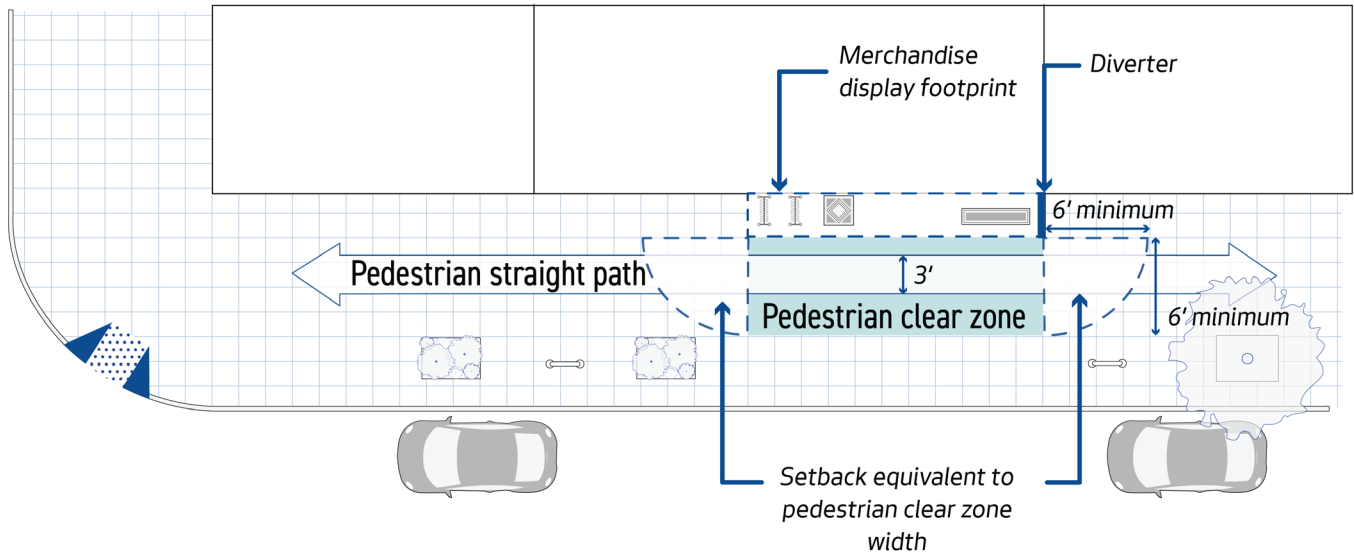 Merchandise
display footprint
Diverter
6' minimum
Pedestrian straight path
3'
Pedestrian clear zone
6' minimum
Setback equivalent to
pedestrian clear zone
width